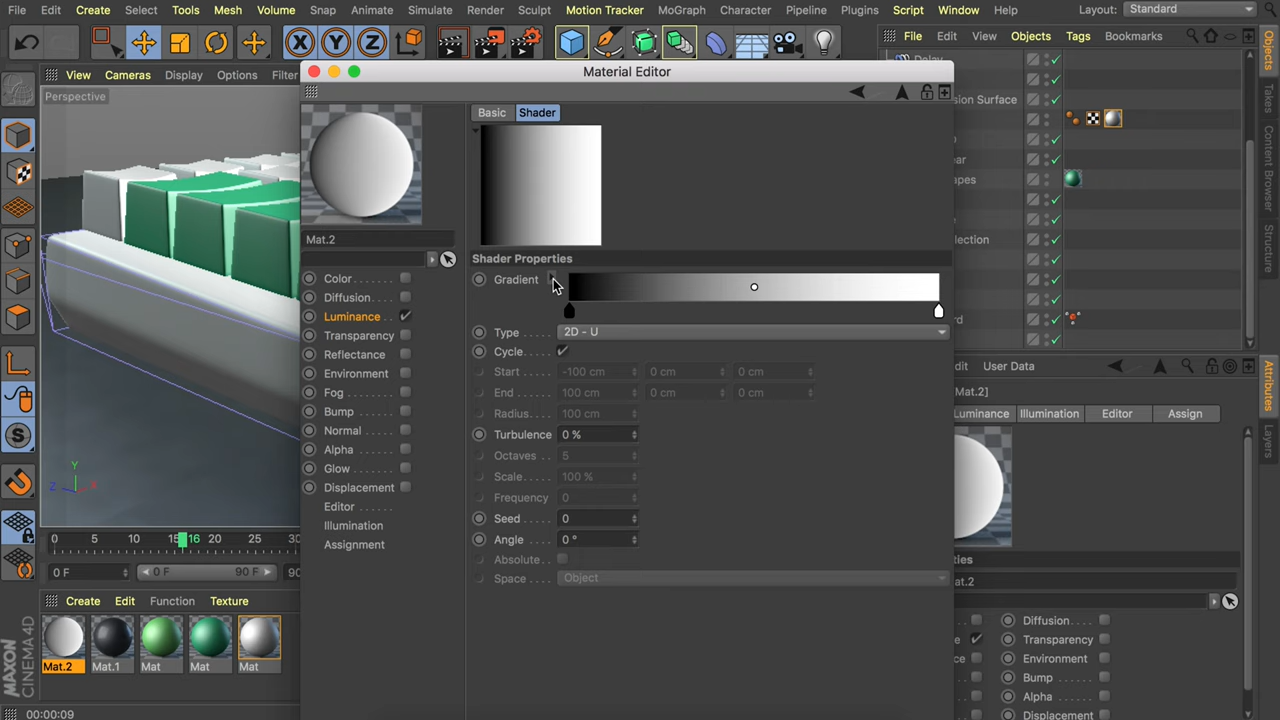 File Edit Create Select Tools Mesh Volume Snap Animate Simulate Render Sculpt Motion Tracker MoGraph Character Pipeline Plugins Script Window Help Layout: Standard
File Edit View Objects Tags Bookmarks
View Cameras Display Options Filter
Material Editor
Perspective
Basic Shader
sion Surface
ar
apes
lection
rd
Mat.2
Shader Properties
Gradient
Type 2D - U
Cycle
Start -100 cm 0 cm 0 cm
End 100 cm 0 cm 0 cm
Radius 100 cm
Turbulence 0 %
Octaves 5
Scale 100 %
Frequency 0
Seed 0
Angle 0 °
Absolute
Space Object
Color
Diffusion
Luminance
Transparency
Reflectance
Environment
Fog
Bump
Normal
Alpha
Glow
Displacement
Editor
Illumination
Assignment
dit User Data
Mat.2]
Luminance Illumination Editor Assign
ties
at.2
Diffusion
Transparency
Environment
Bump
Alpha
Displacement
Y
Z X
0 5 10 16 20 25 30
0 F 0 F 90 F 90
Create Edit Function Texture
Mat.2 Mat.1 Mat Mat Mat
MAXON
CINEMA 4D
00:00:09
Objects
Takes
Content Browser
Structure
Attributes
Layers